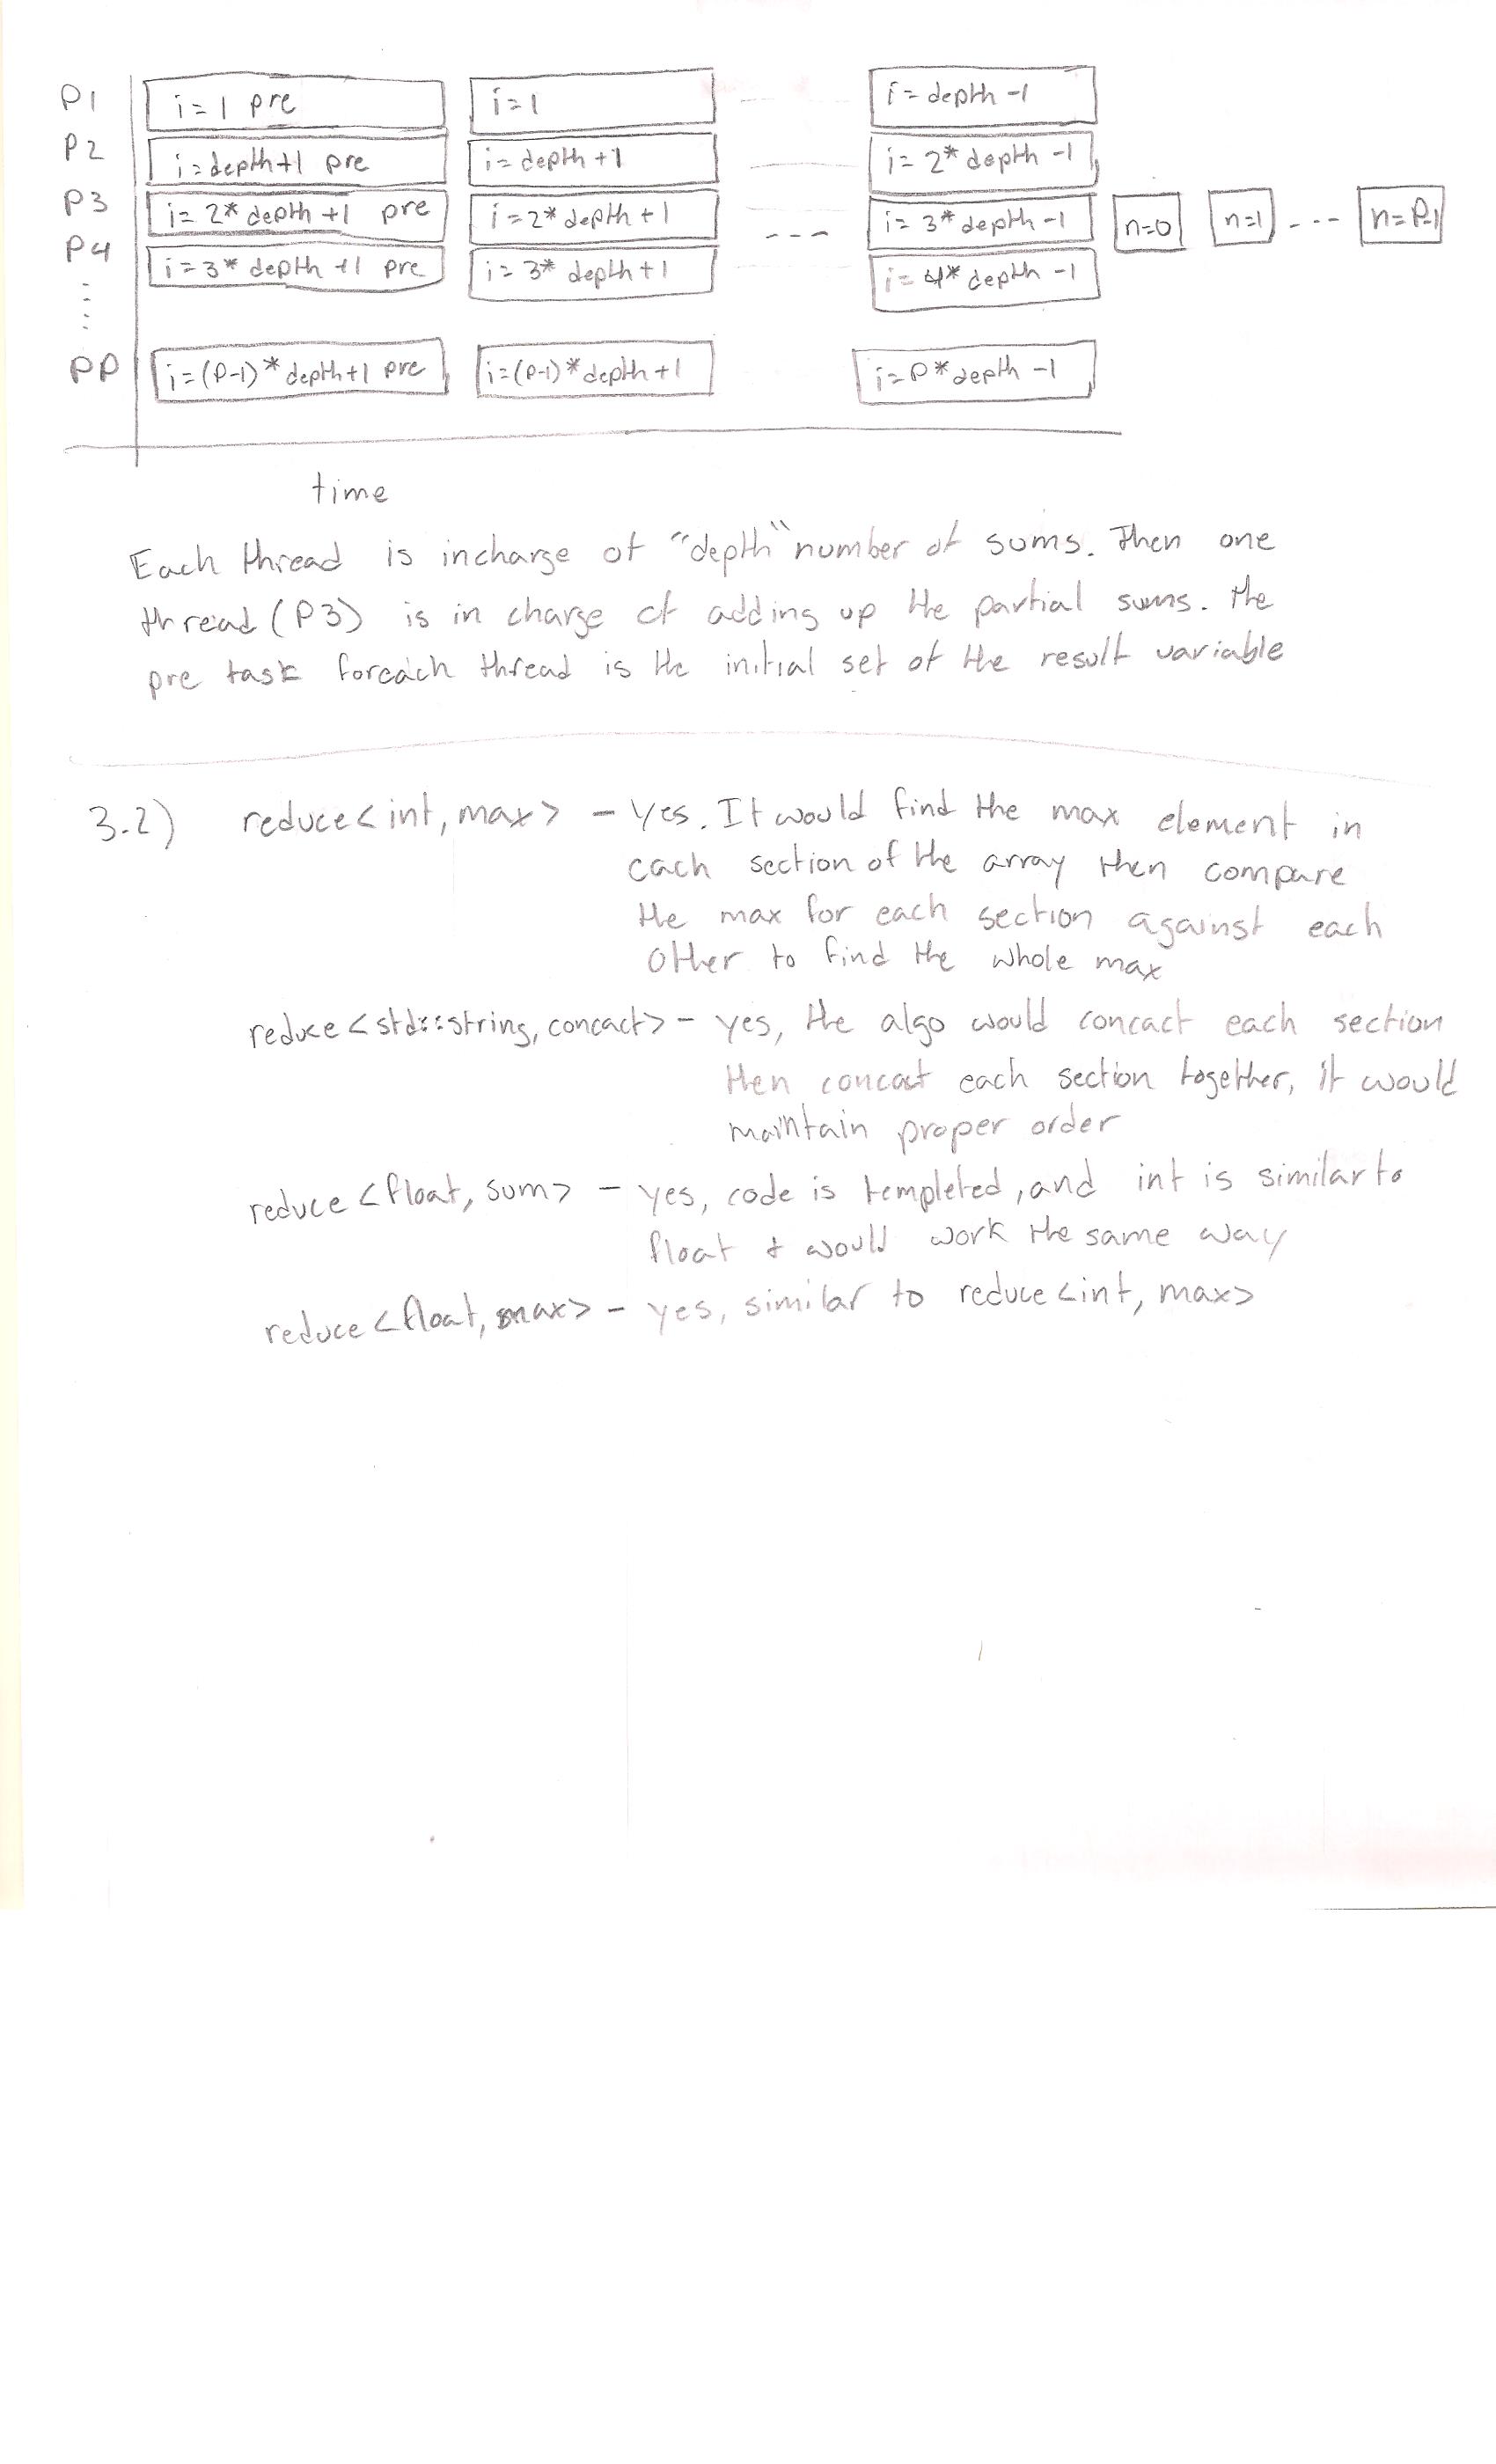 P1 i=1 pre i=1 i=depth-1
P2 i=depth+1 pre i=depth+1 i=2*depth-1
P3 i=2*depth+1 pre i=2*depth+1 --- i=3*depth-1 n=0 n=1 --- n=P-1
P4 i=3*depth+1 pre i=3*depth+1 i=4*depth-1
PP i=(P-1)*depth+1 pre i=(P-1)*depth+1 i=P*depth-1
time
Each thread is incharge of "depth" number of sums. Then one
thread (P3) is in charge of adding up the partial sums. The
pre task foreach thread is the initial set of the result variable
3.2) reduce<int, max> - Yes. It would find the max element in
each section of the array then compare
the max for each section against each
other to find the whole max
reduce<std::string, concact> - yes, the algo would concact each section
then concat each section together, it would
maintain proper order
reduce<float, sum> - yes, code is templeted, and int is similar to
float & would work the same way
reduce<float, max> - yes, similar to reduce<int, max>